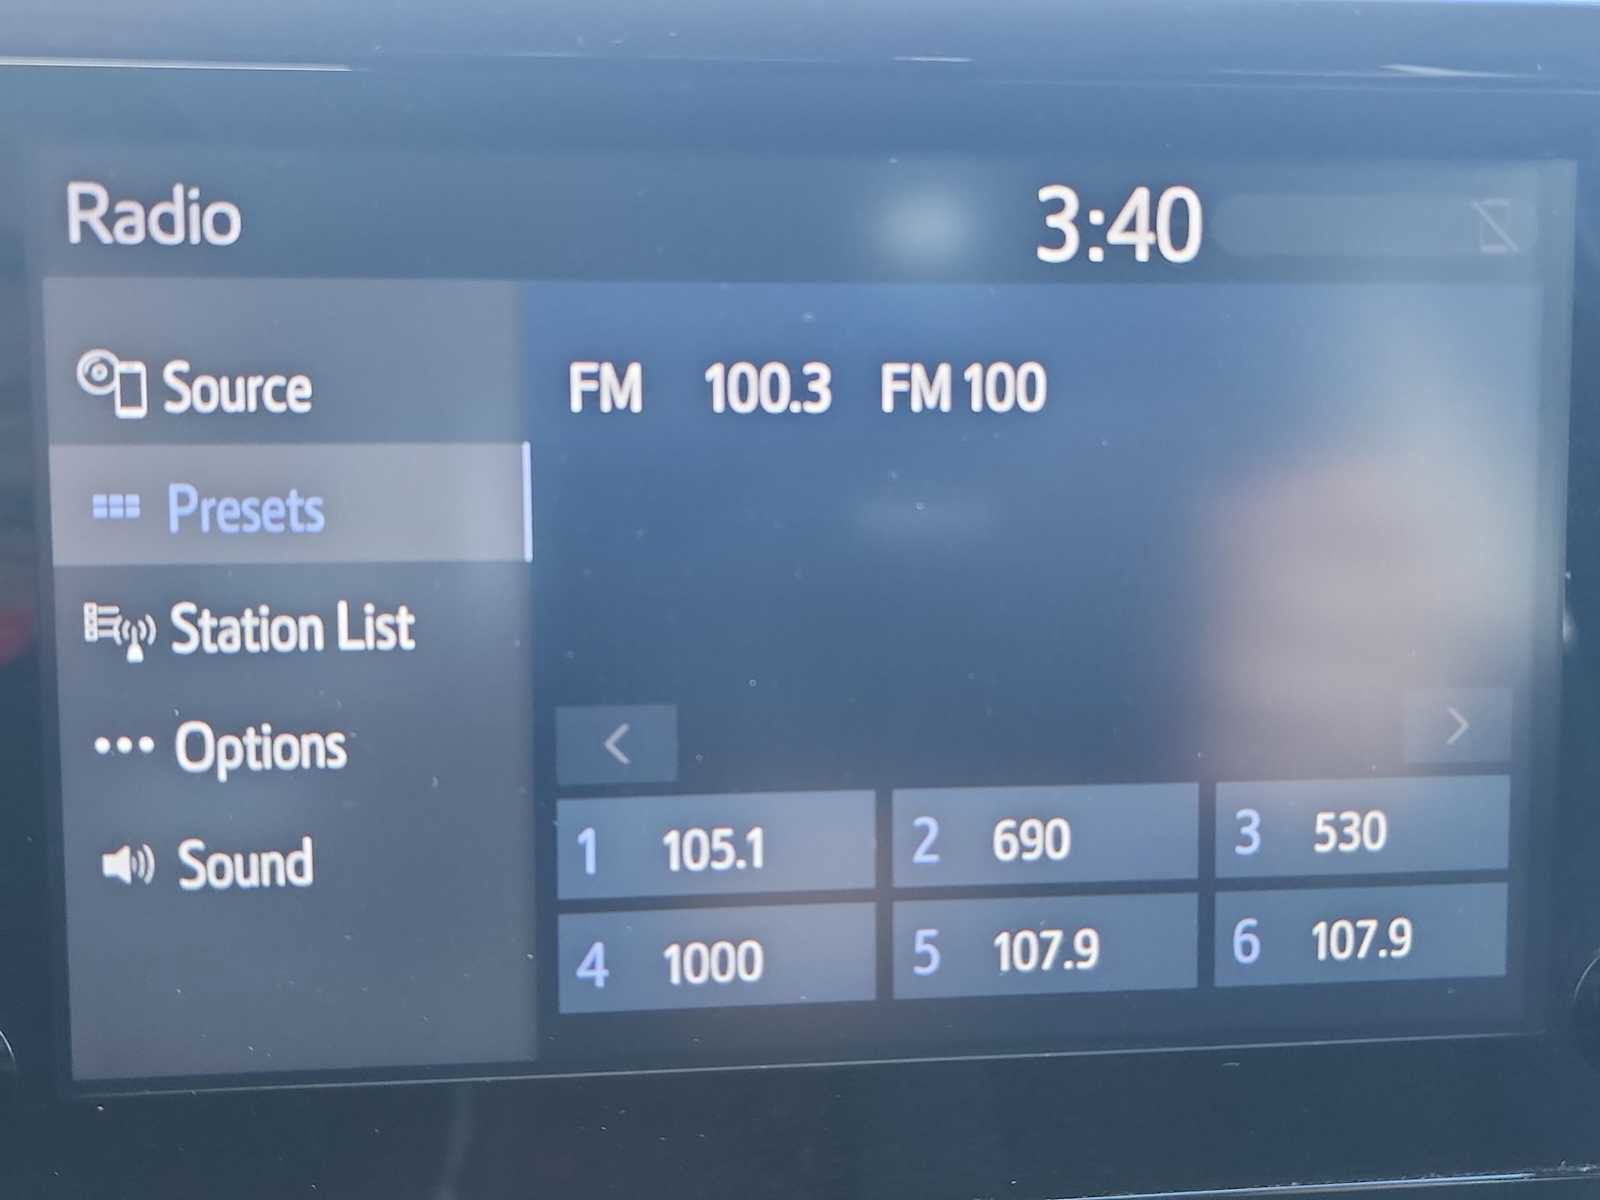 Radio 3:40
Source
Presets
Station List
Options
Sound
FM 100.3 FM 100
1 105.1 2 690 3 530
4 1000 5 107.9 6 107.9